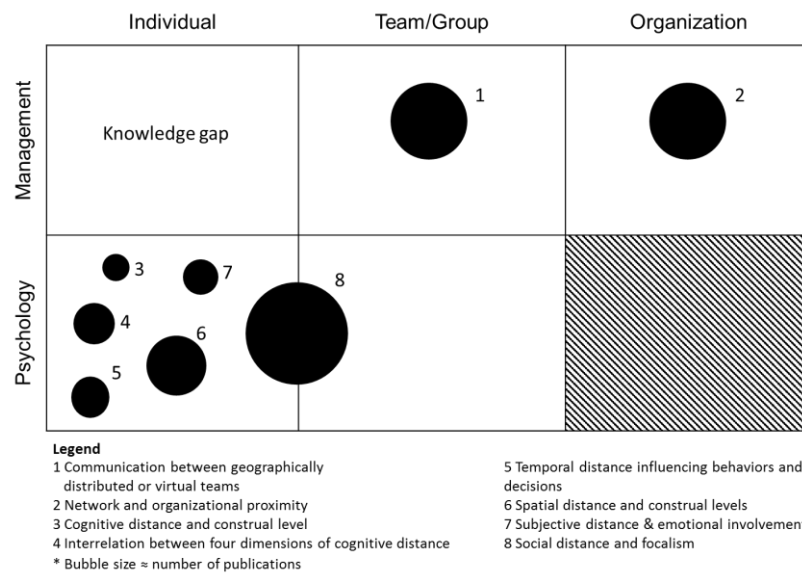 Individual
Team/Group
Organization
Management
Knowledge gap
1
2
Psychology
3
7
8
4
6
5
Legend
1 Communication between geographically
distributed or virtual teams
2 Network and organizational proximity
3 Cognitive distance and construal level
4 Interrelation between four dimensions of cognitive distance
* Bubble size ≈ number of publications
5 Temporal distance influencing behaviors and
decisions
6 Spatial distance and construal levels
7 Subjective distance & emotional involvement
8 Social distance and focalism